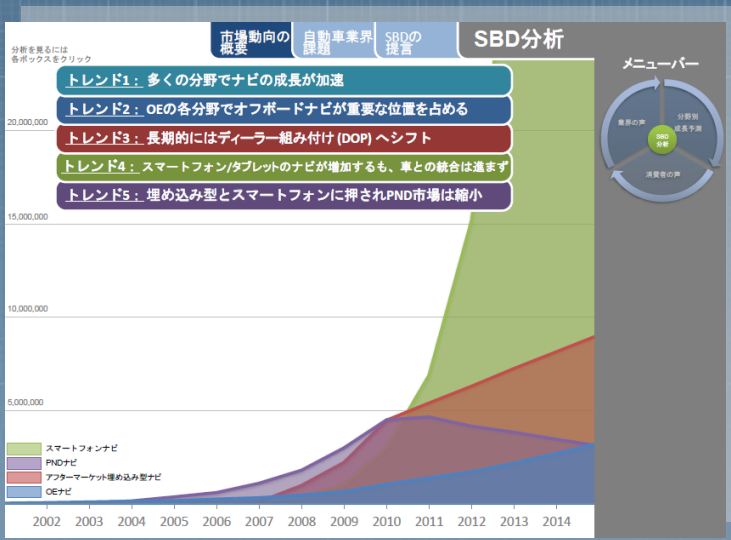 市場動向の
概要
自動車業界
課題
SBDの
提言
SBD分析
分析を見るには
各ボックスをクリック
メニューバー
トレンド1： 多くの分野でナビの成長が加速
トレンド2： OEの各分野でオフボードナビが重要な位置を占める
トレンド3： 長期的にはディーラー組み付け (DOP) へシフト
トレンド4： スマートフォン/タブレットのナビが増加するも、車との統合は進まず
トレンド5： 埋め込み型とスマートフォンに押されPND市場は縮小
業界の声
分野別
成長予測
SBD
分析
消費者の声
20,000,000
15,000,000
10,000,000
5,000,000
スマートフォンナビ
PNDナビ
アフターマーケット埋め込み型ナビ
OEナビ
2002 2003 2004 2005 2006 2007 2008 2009 2010 2011 2012 2013 2014